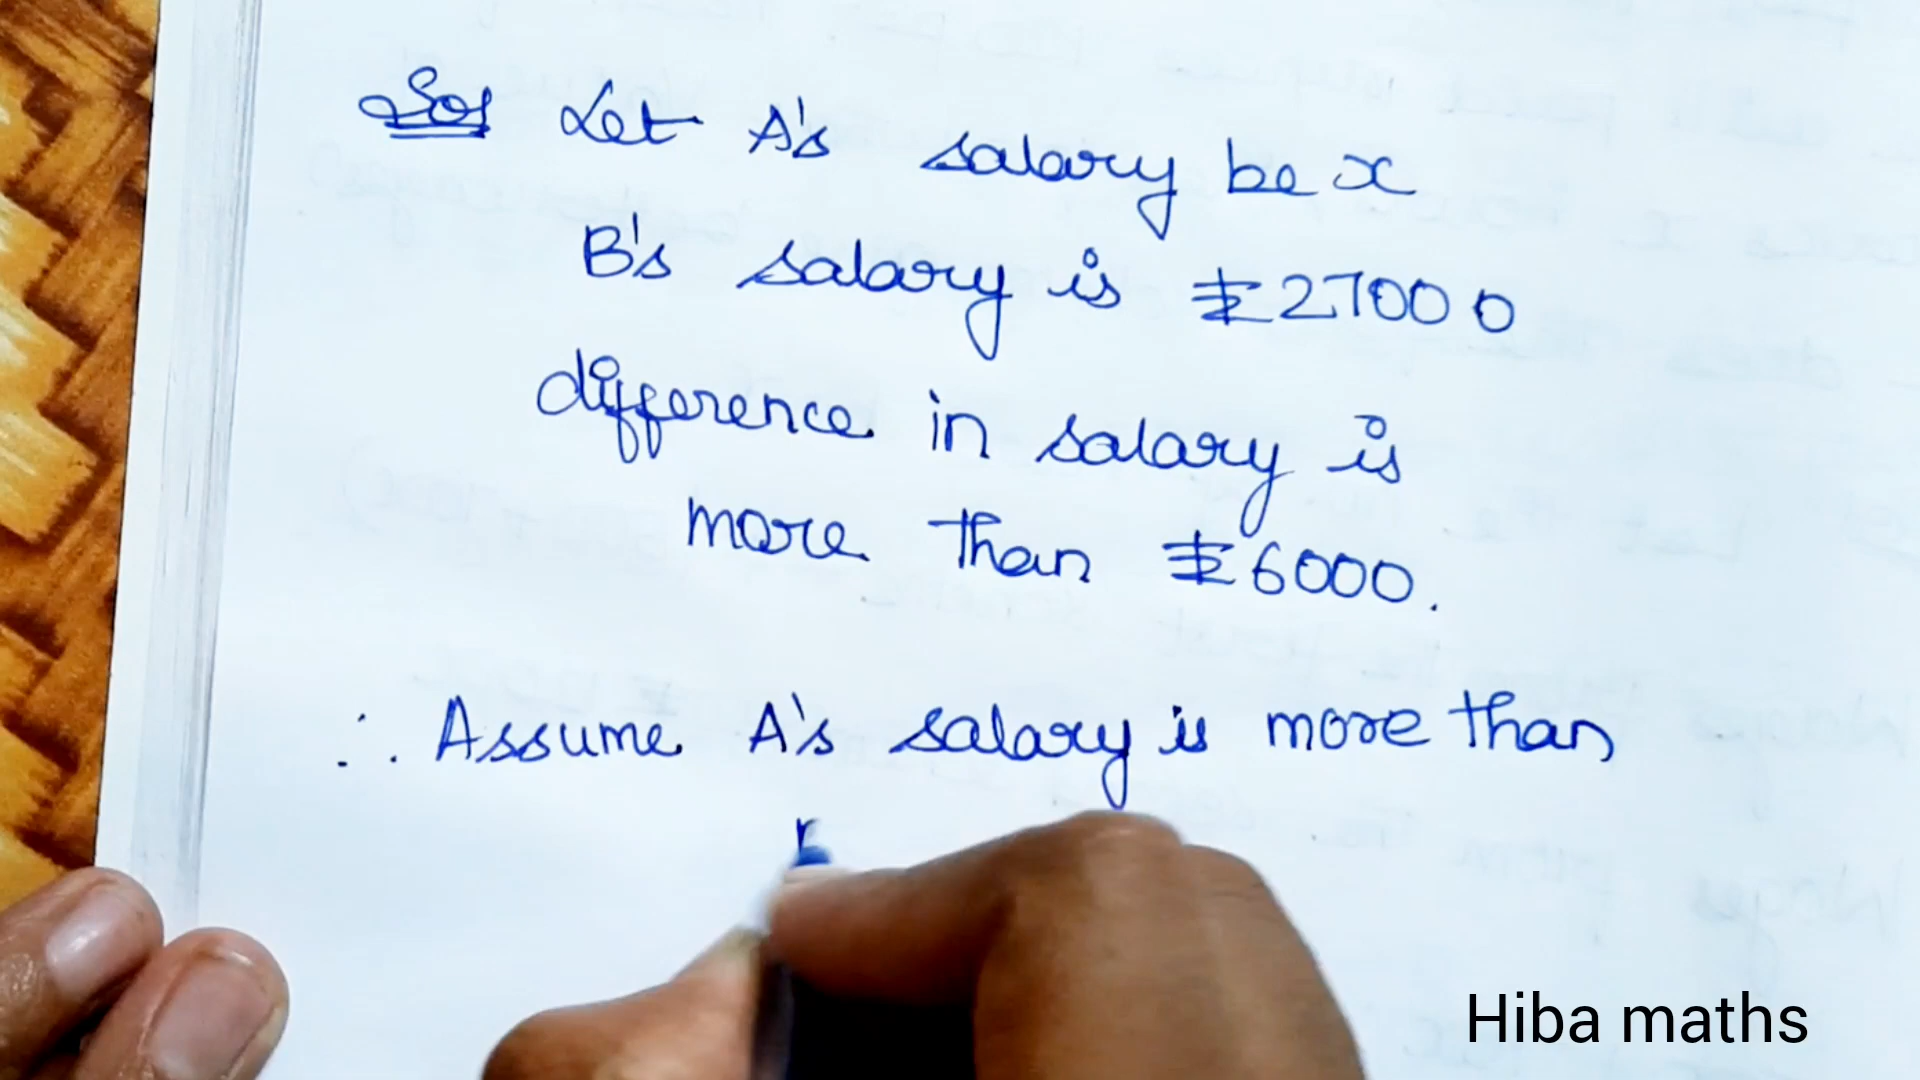 Sol Let A's salary be x
B's salary is ₹27000
difference in salary is
more than ₹6000.
∴ Assume A's salary is more than
Hiba maths